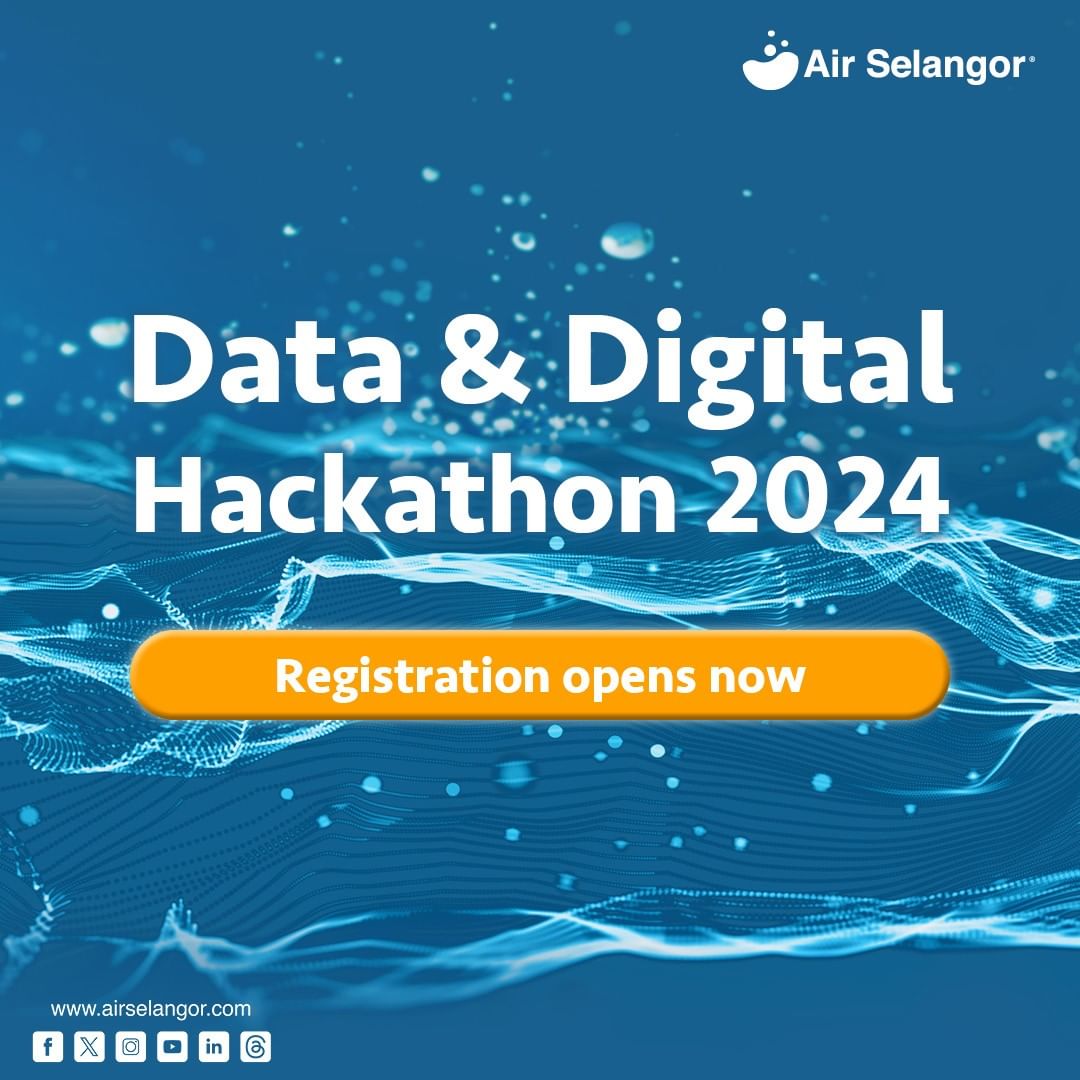 Air Selangor®
Data & Digital
Hackathon 2024
Registration opens now
www.airselangor.com